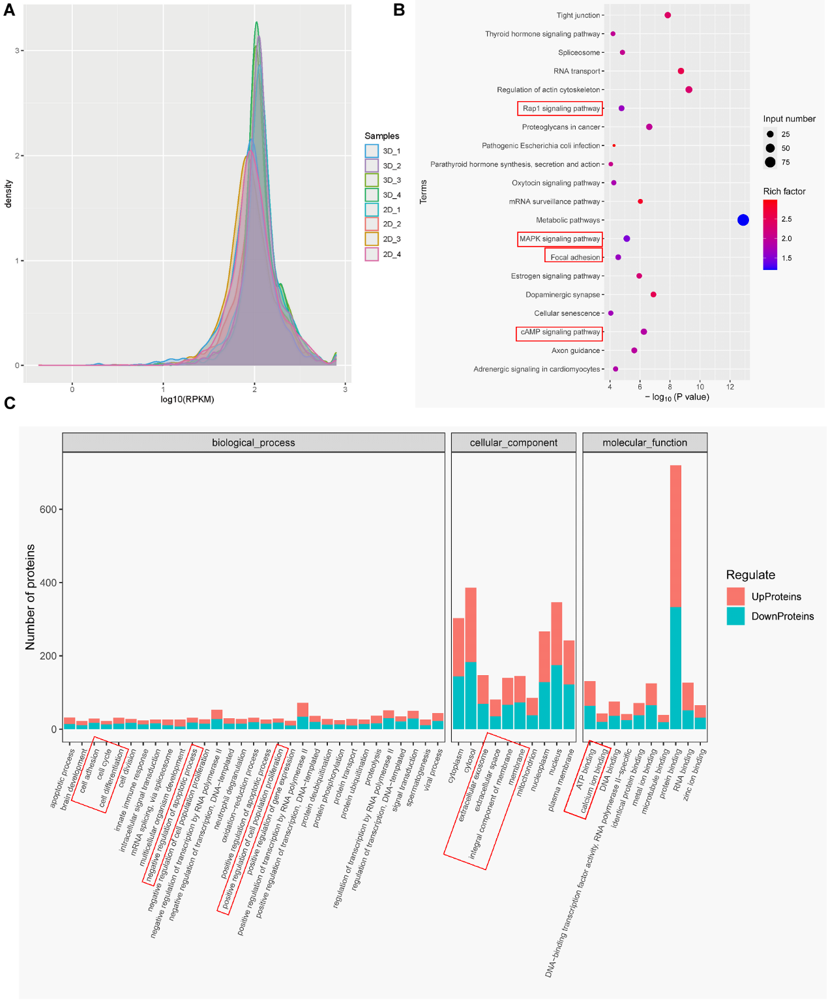 A
3
2
1
0
density
0
1
2
3
log10(RPKM)
Samples
3D_1
3D_2
3D_3
3D_4
2D_1
2D_2
2D_3
2D_4
B
Tight junction
Thyroid hormone signaling pathway
Spliceosome
RNA transport
Regulation of actin cytoskeleton
Rap1 signaling pathway
Proteoglycans in cancer
Pathogenic Escherichia coli infection
Parathyroid hormone synthesis, secretion and action
Oxytocin signaling pathway
mRNA surveillance pathway
Metabolic pathways
MAPK signaling pathway
Focal adhesion
Estrogen signaling pathway
Dopaminergic synapse
Cellular senescence
cAMP signaling pathway
Axon guidance
Adrenergic signaling in cardiomyocytes
Terms
4
6
8
10
12
− log10 (P value)
Input number
25
50
75
Rich factor
2.5
2.0
1.5
C
biological_process
cellular_component
molecular_function
600
400
200
0
Number of proteins
apoptotic process
brain development
cell adhesion
cell cycle
cell differentiation
cell division
innate immune response
intracellular signal transduction
mRNA splicing, via spliceosome
multicellular organism development
negative regulation of apoptotic process
negative regulation of cell population proliferation
negative regulation of transcription by RNA polymerase II
negative regulation of transcription, DNA−templated
neutrophil degranulation
oxidation−reduction process
positive regulation of apoptotic process
positive regulation of cell population proliferation
positive regulation of gene expression
positive regulation of transcription by RNA polymerase II
positive regulation of transcription, DNA−templated
protein deubiquitination
protein phosphorylation
protein transport
protein ubiquitination
proteolysis
regulation of transcription by RNA polymerase II
regulation of transcription, DNA−templated
signal transduction
spermatogenesis
viral process
cytoplasm
cytosol
extracellular exosome
extracellular space
integral component of membrane
membrane
mitochondrion
nucleoplasm
nucleus
plasma membrane
ATP binding
calcium ion binding
DNA binding
DNA−binding transcription factor activity, RNA polymerase II−specific
identical protein binding
metal ion binding
microtubule binding
protein binding
RNA binding
zinc ion binding
Regulate
UpProteins
DownProteins